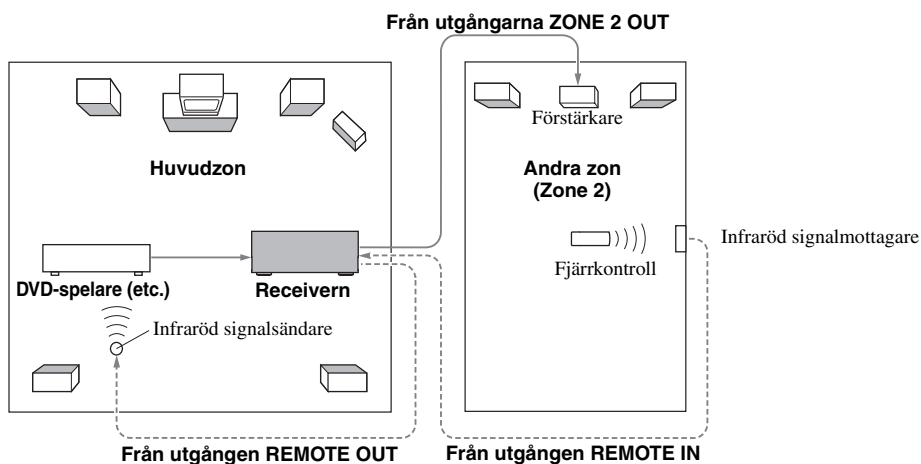 Från utgångarna ZONE 2 OUT
Förstärkare
Huvudzon
Andra zon
(Zone 2)
Infraröd signalmottagare
Fjärrkontroll
DVD-spelare (etc.)
Receivern
Infraröd signalsändare
Från utgången REMOTE OUT
Från utgången REMOTE IN